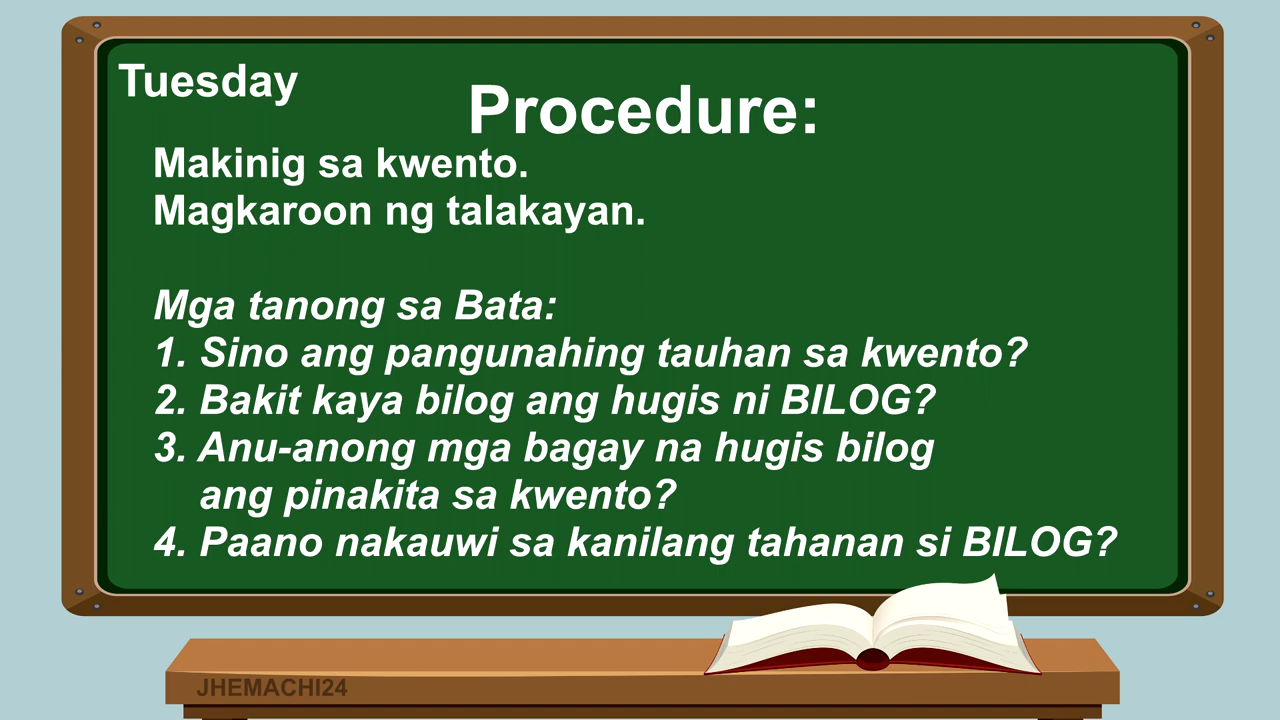 Tuesday
Procedure:
Makinig sa kwento.
Magkaroon ng talakayan.
Mga tanong sa Bata:
1. Sino ang pangunahing tauhan sa kwento?
2. Bakit kaya bilog ang hugis ni BILOG?
3. Anu-anong mga bagay na hugis bilog
ang pinakita sa kwento?
4. Paano nakauwi sa kanilang tahanan si BILOG?
JHEMACHI24